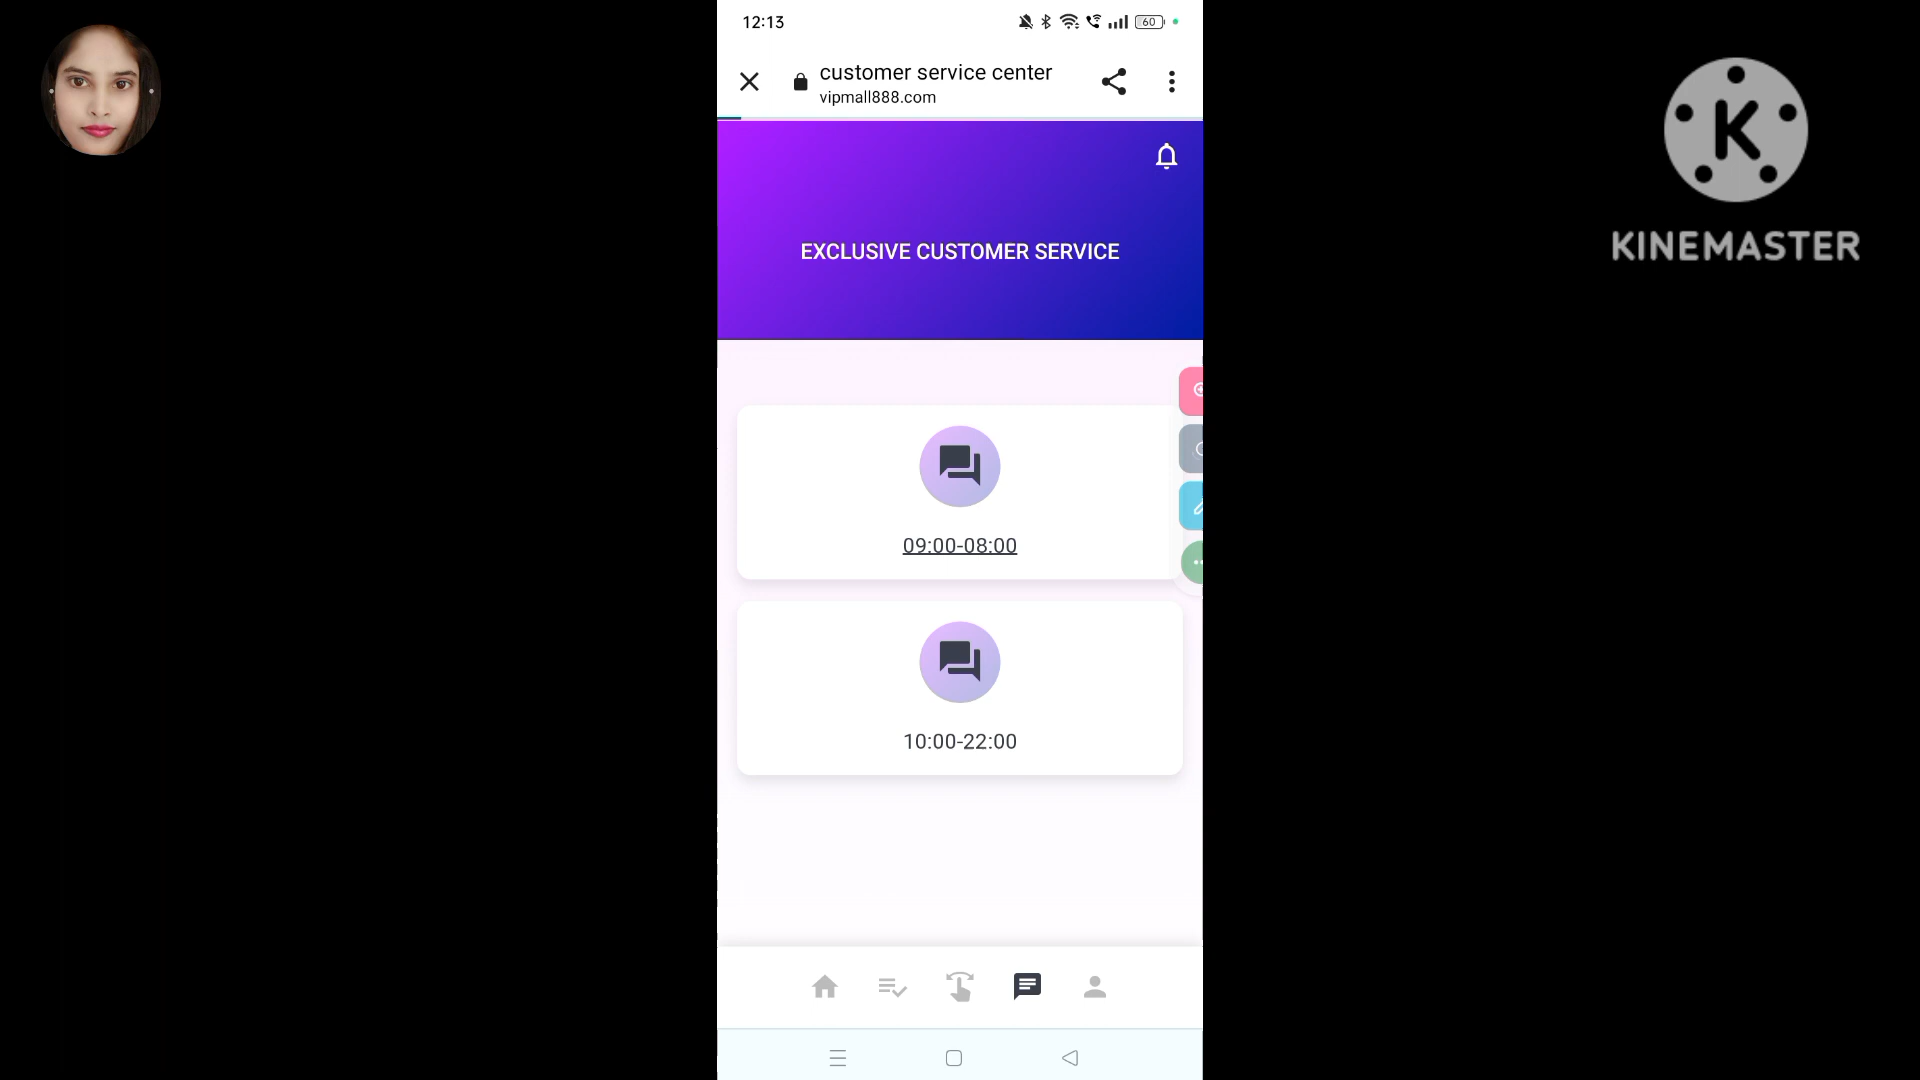 12:13
60
customer service center
vipmall888.com
EXCLUSIVE CUSTOMER SERVICE
09:00-08:00
10:00-22:00
K
KINEMASTER